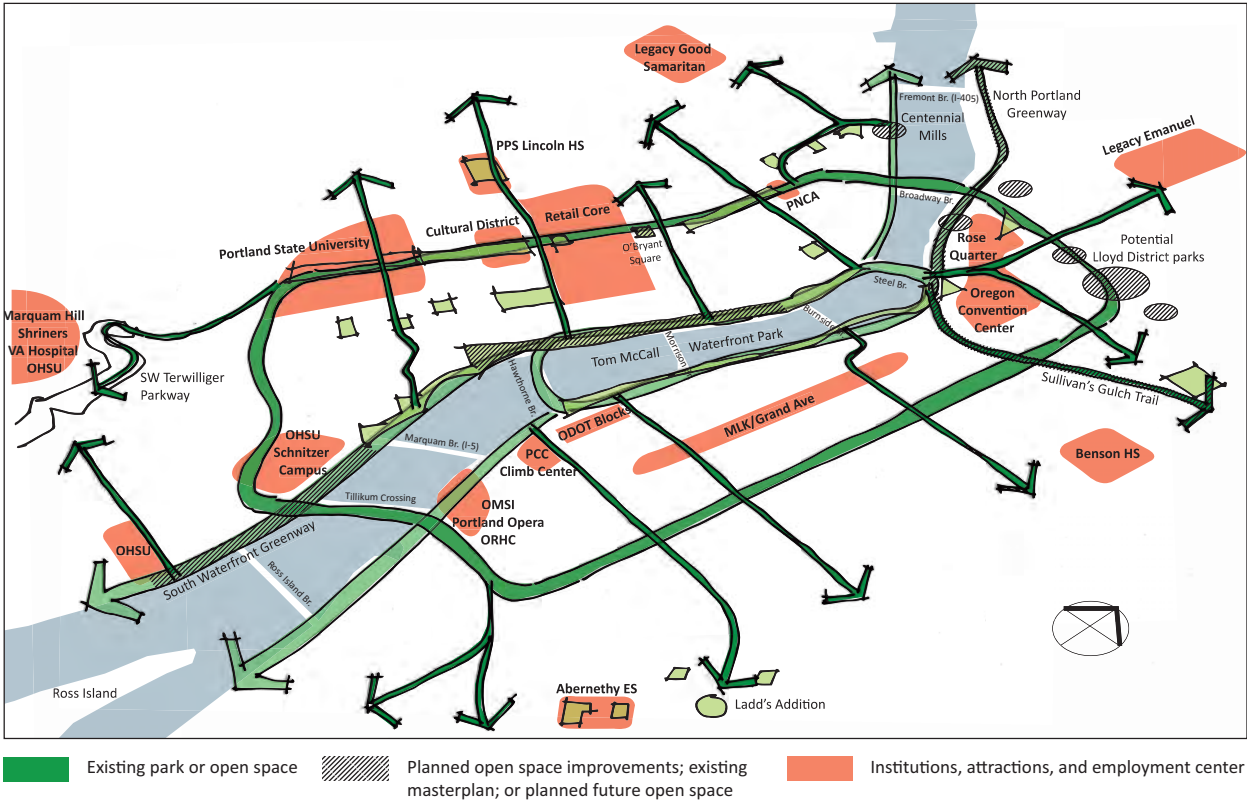 Legacy Good
Samaritan
Fremont Br. (I-405)
North Portland
Greenway
Centennial
Mills
Legacy Emanuel
PPS Lincoln HS
PNCA
Broadway Br.
Retail Core
Cultural District
Portland State University
O'Bryant
Square
Rose
Quarter
Potential
Lloyd District parks
Steel Br.
Oregon
Convention
Center
Marquam Hill
Shriners
VA Hospital
OHSU
SW Terwilliger
Parkway
Burnside
Morrison
Tom McCall Waterfront Park
Hawthorne Br.
Sullivan's Gulch Trail
MLK/Grand Ave
ODOT Blocks
OHSU
Schnitzer
Campus
Marquam Br. (I-5)
PCC
Climb Center
Benson HS
Tillikum Crossing
OMSI
Portland Opera
ORHC
OHSU
South Waterfront Greenway
Ross Island Br.
Ross Island
Abernethy ES
Ladd's Addition
Existing park or open space
Planned open space improvements; existing
masterplan; or planned future open space
Institutions, attractions, and employment center